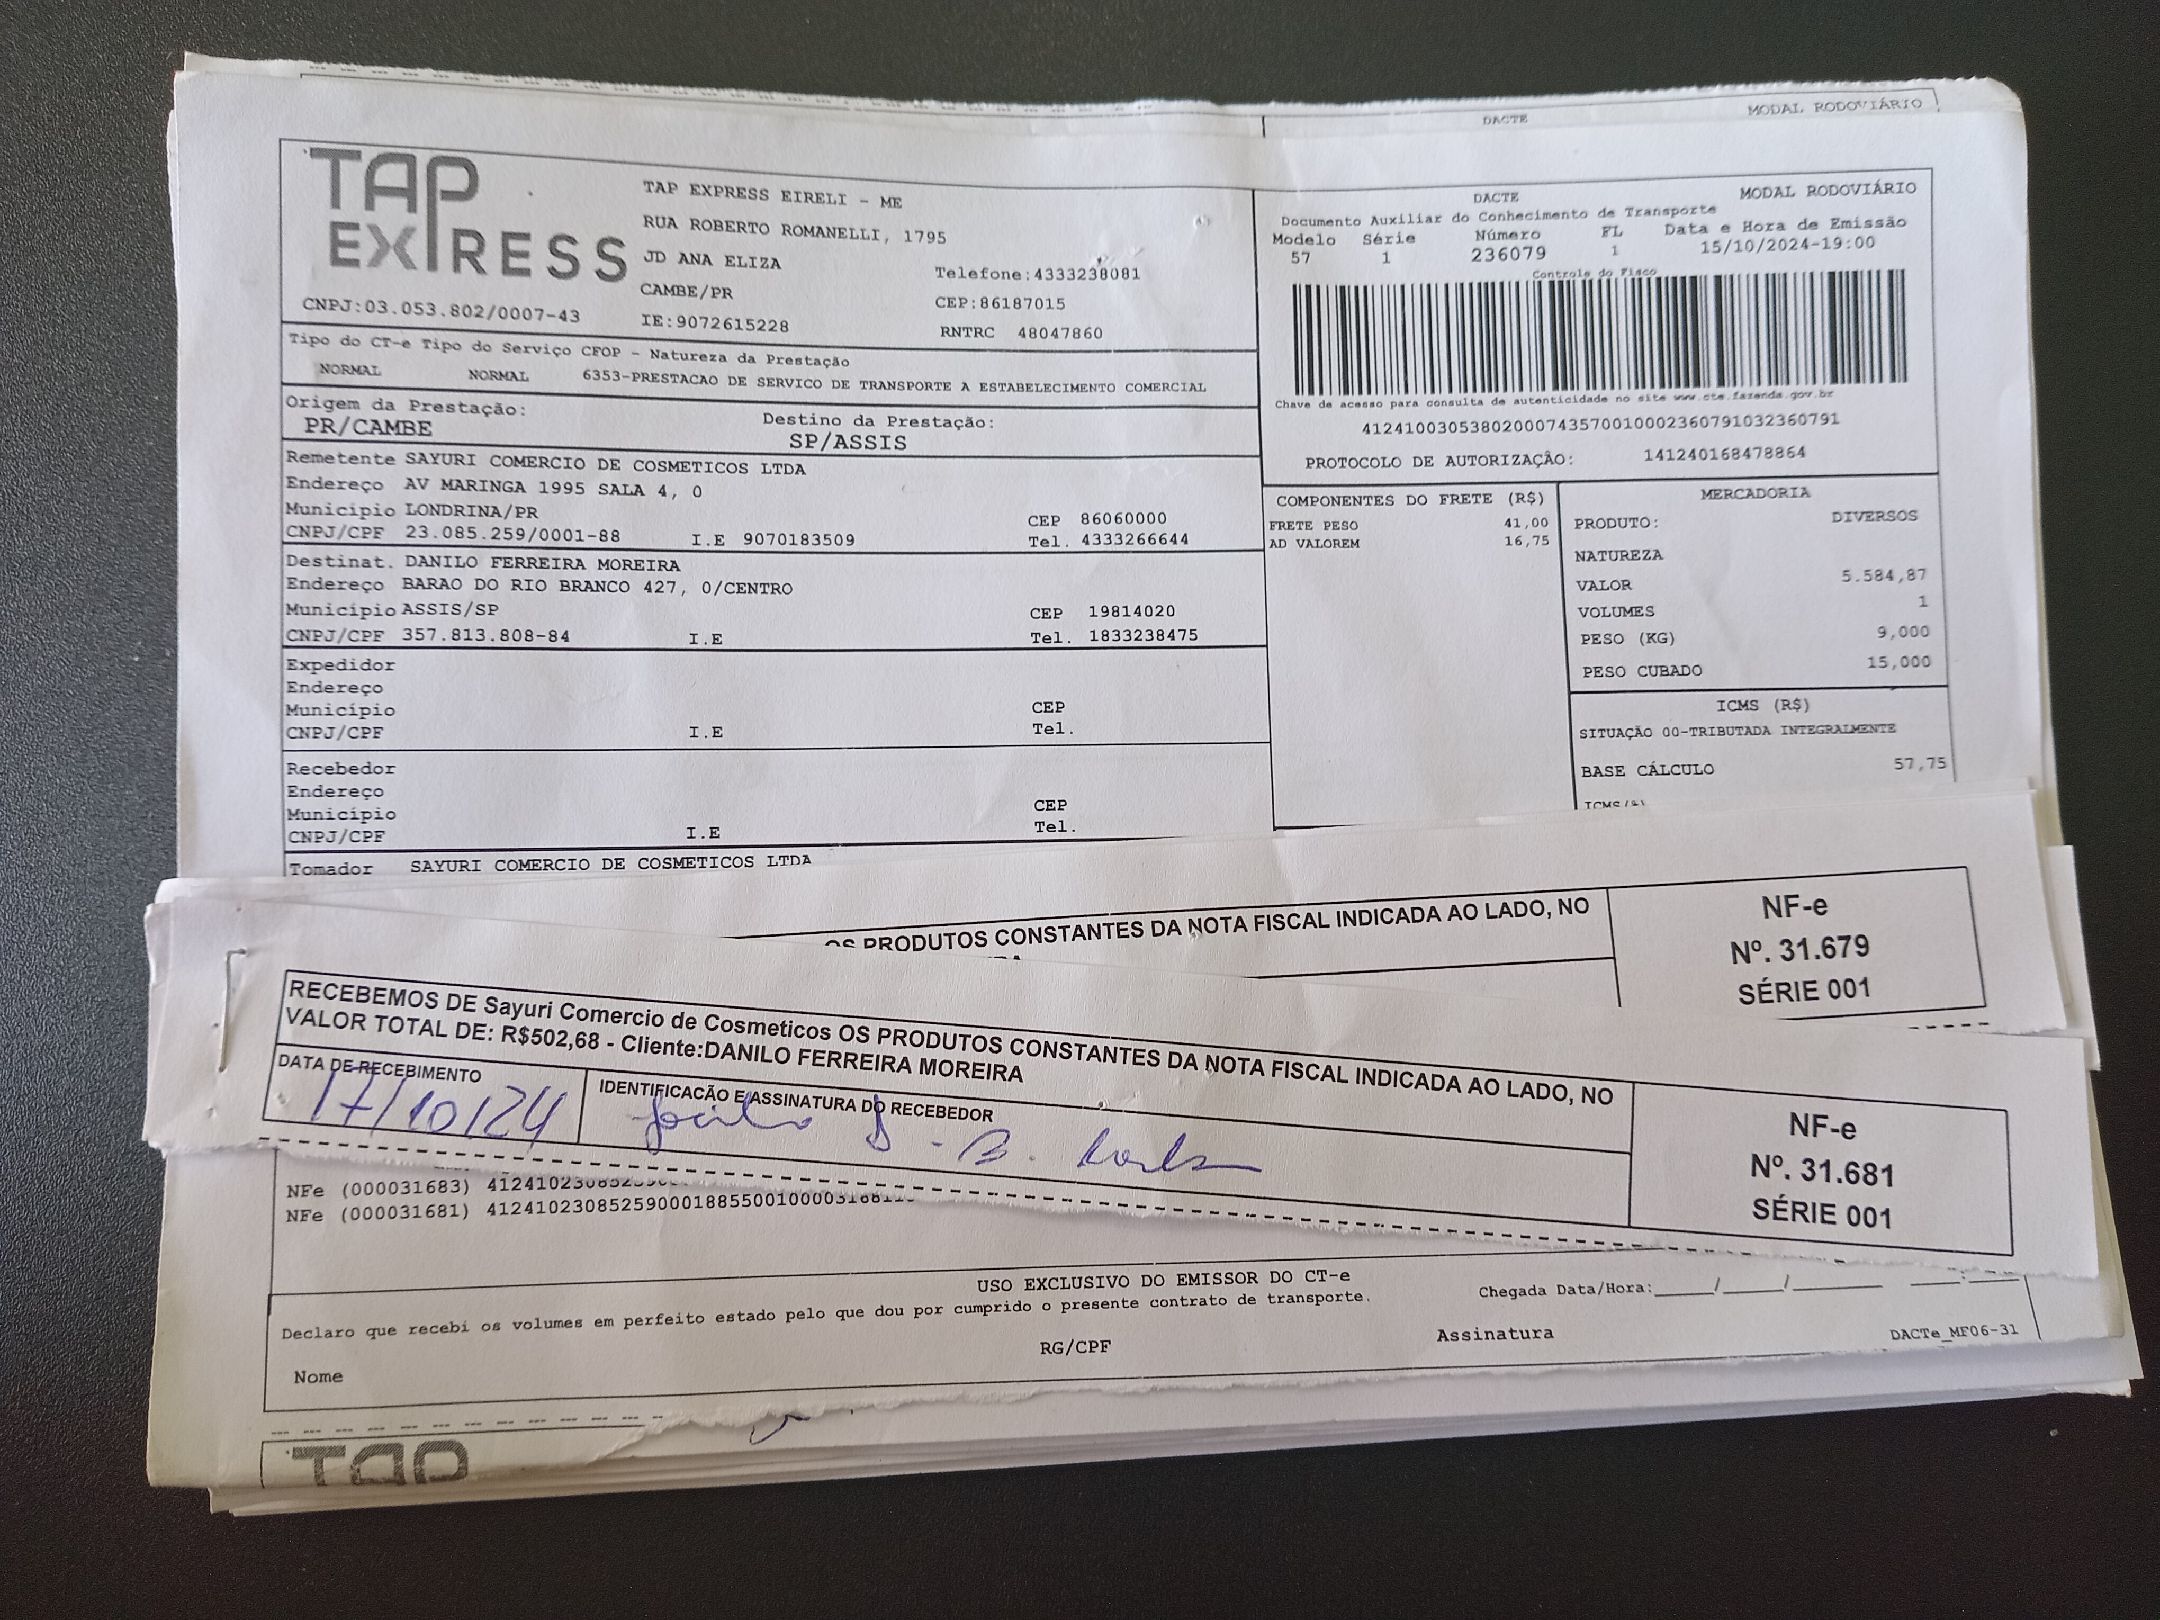 DACTE
MODAL RODOVIÁRIO
TAP EXPRESS
TAP EXPRESS EIRELI - ME
RUA ROBERTO ROMANELLI, 1795
JD ANA ELIZA
Telefone:4333238081
CAMBE/PR
CEP:86187015
CNPJ:03.053.802/0007-43
IE:9072615228
RNTRC 48047860
DACTE
MODAL RODOVIÁRIO
Documento Auxiliar do Conhecimento de Transporte
Modelo Série Número FL Data e Hora de Emissão
57 1 236079 1 15/10/2024-19:00
Controle do Fisco
Chave de acesso para consulta de autenticidade no site www.cte.fazenda.gov.br
41241003053802000743570010002360791032360791
PROTOCOLO DE AUTORIZAÇÃO: 141240168478864
Tipo do CT-e Tipo do Serviço CFOP - Natureza da Prestação
NORMAL NORMAL 6353-PRESTACAO DE SERVICO DE TRANSPORTE A ESTABELECIMENTO COMERCIAL
Origem da Prestação: Destino da Prestação:
PR/CAMBE SP/ASSIS
Remetente SAYURI COMERCIO DE COSMETICOS LTDA
Endereço AV MARINGA 1995 SALA 4, 0
Município LONDRINA/PR CEP 86060000
CNPJ/CPF 23.085.259/0001-88 I.E 9070183509 Tel. 4333266644
Destinat. DANILO FERREIRA MOREIRA
Endereço BARAO DO RIO BRANCO 427, 0/CENTRO
Município ASSIS/SP CEP 19814020
CNPJ/CPF 357.813.808-84 I.E Tel. 1833238475
Expedidor
Endereço
Município CEP
CNPJ/CPF I.E Tel.
Recebedor
Endereço
Município CEP
CNPJ/CPF I.E Tel.
Tomador SAYURI COMERCIO DE COSMETICOS LTDA
COMPONENTES DO FRETE (R$)
FRETE PESO 41,00
AD VALOREM 16,75
MERCADORIA
PRODUTO: DIVERSOS
NATUREZA
VALOR 5.584,87
VOLUMES 1
PESO (KG) 9,000
PESO CUBADO 15,000
ICMS (R$)
SITUAÇÃO 00-TRIBUTADA INTEGRALMENTE
BASE CÁLCULO 57,75
OS PRODUTOS CONSTANTES DA NOTA FISCAL INDICADA AO LADO, NO
NF-e
Nº. 31.679
SÉRIE 001
RECEBEMOS DE Sayuri Comercio de Cosmeticos OS PRODUTOS CONSTANTES DA NOTA FISCAL INDICADA AO LADO, NO
VALOR TOTAL DE: R$502,68 - Cliente:DANILO FERREIRA MOREIRA
DATA DE RECEBIMENTO
17/10/24
IDENTIFICACÃO E ASSINATURA DO RECEBEDOR
NF-e
Nº. 31.681
SÉRIE 001
NFe (000031683)
NFe (000031681)
USO EXCLUSIVO DO EMISSOR DO CT-e
Declaro que recebi os volumes em perfeito estado pelo que dou por cumprido o presente contrato de transporte.
Chegada Data/Hora:____/____/______ ____:____
Nome RG/CPF Assinatura
DACTe_MF06-31
TAP